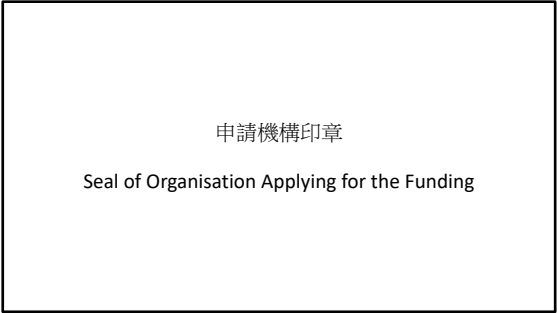 申請機構印章
Seal of Organisation Applying for the Funding